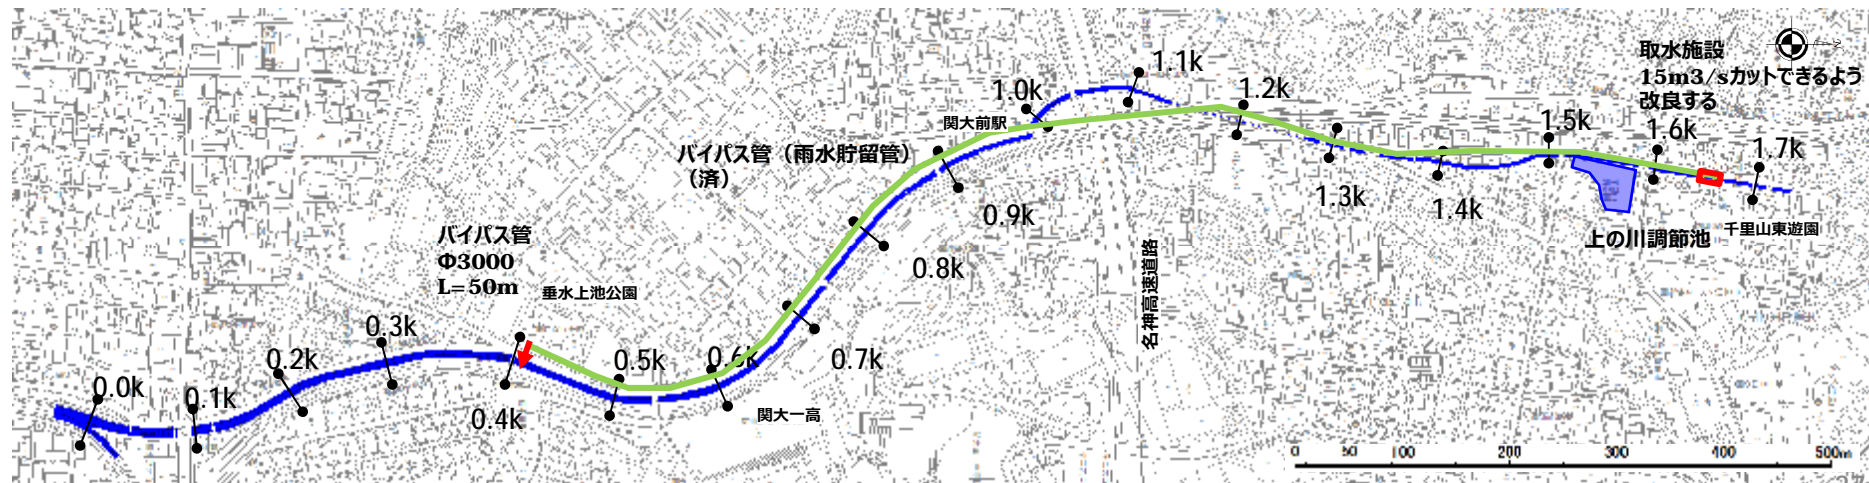 取水施設
15m3/sカットできるよう
改良する
1.0k
1.1k
1.2k
関大前駅
1.5k
1.6k
1.7k
バイパス管（雨水貯留管）
（済）
1.3k
1.4k
0.9k
上の川調節池
千里山東遊園
バイパス管
Φ3000
L=50m
垂水上池公園
0.8k
名神高速道路
0.3k
0.2k
0.5k
0.6k
0.7k
0.0k
0.1k
0.4k
関大一高
0 50 100 200 300 400 500m